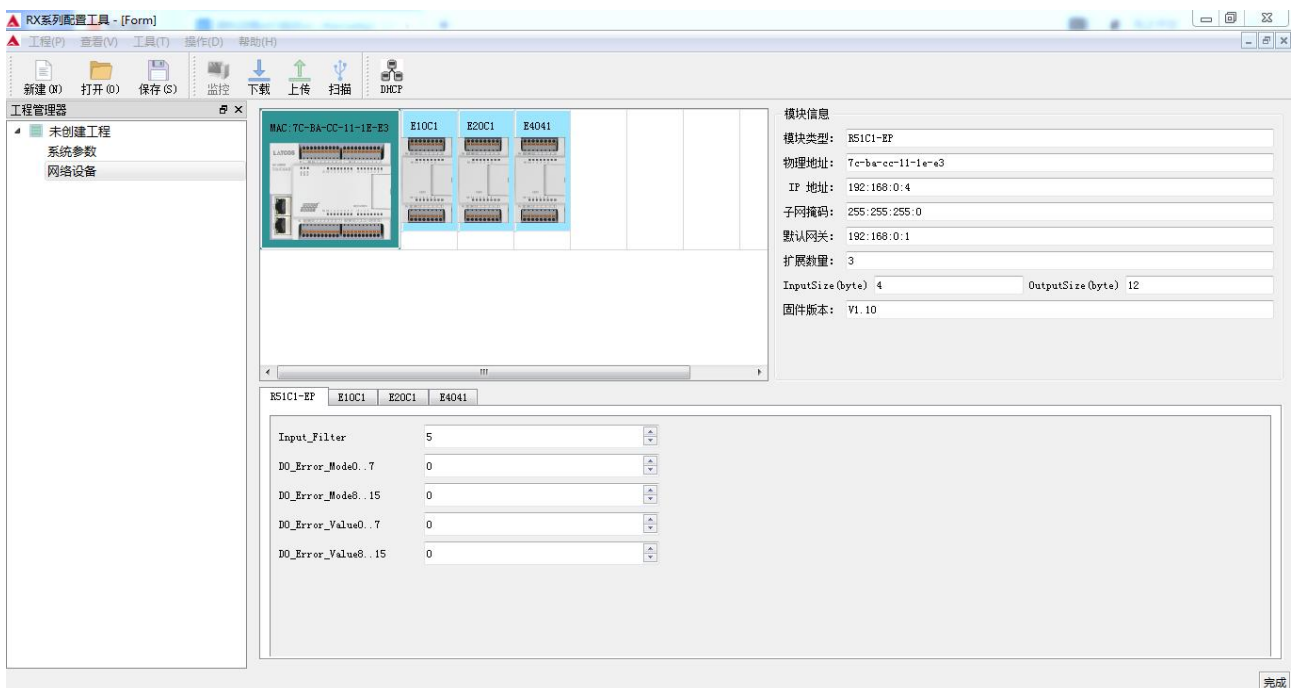 RX系列配置工具 - [Form]
工程(P) 查看(V) 工具(T) 操作(D) 帮助(H)
新建(N) 打开(O) 保存(S) 监控 下载 上传 扫描 DHCP
工程管理器
未创建工程
系统参数
网络设备
MAC:7C-BA-CC-11-1E-E3 E10C1 E20C1 E4041
模块信息
模块类型: R51C1-EP
物理地址: 7c-ba-cc-11-1e-e3
IP 地址: 192:168:0:4
子网掩码: 255:255:255:0
默认网关: 192:168:0:1
扩展数量: 3
InputSize(byte) 4 OutputSize(byte) 12
固件版本: V1.10
R51C1-EP E10C1 E20C1 E4041
Input_Filter 5
DO_Error_Mode0..7 0
DO_Error_Mode8..15 0
DO_Error_Value0..7 0
DO_Error_Value8..15 0
完成